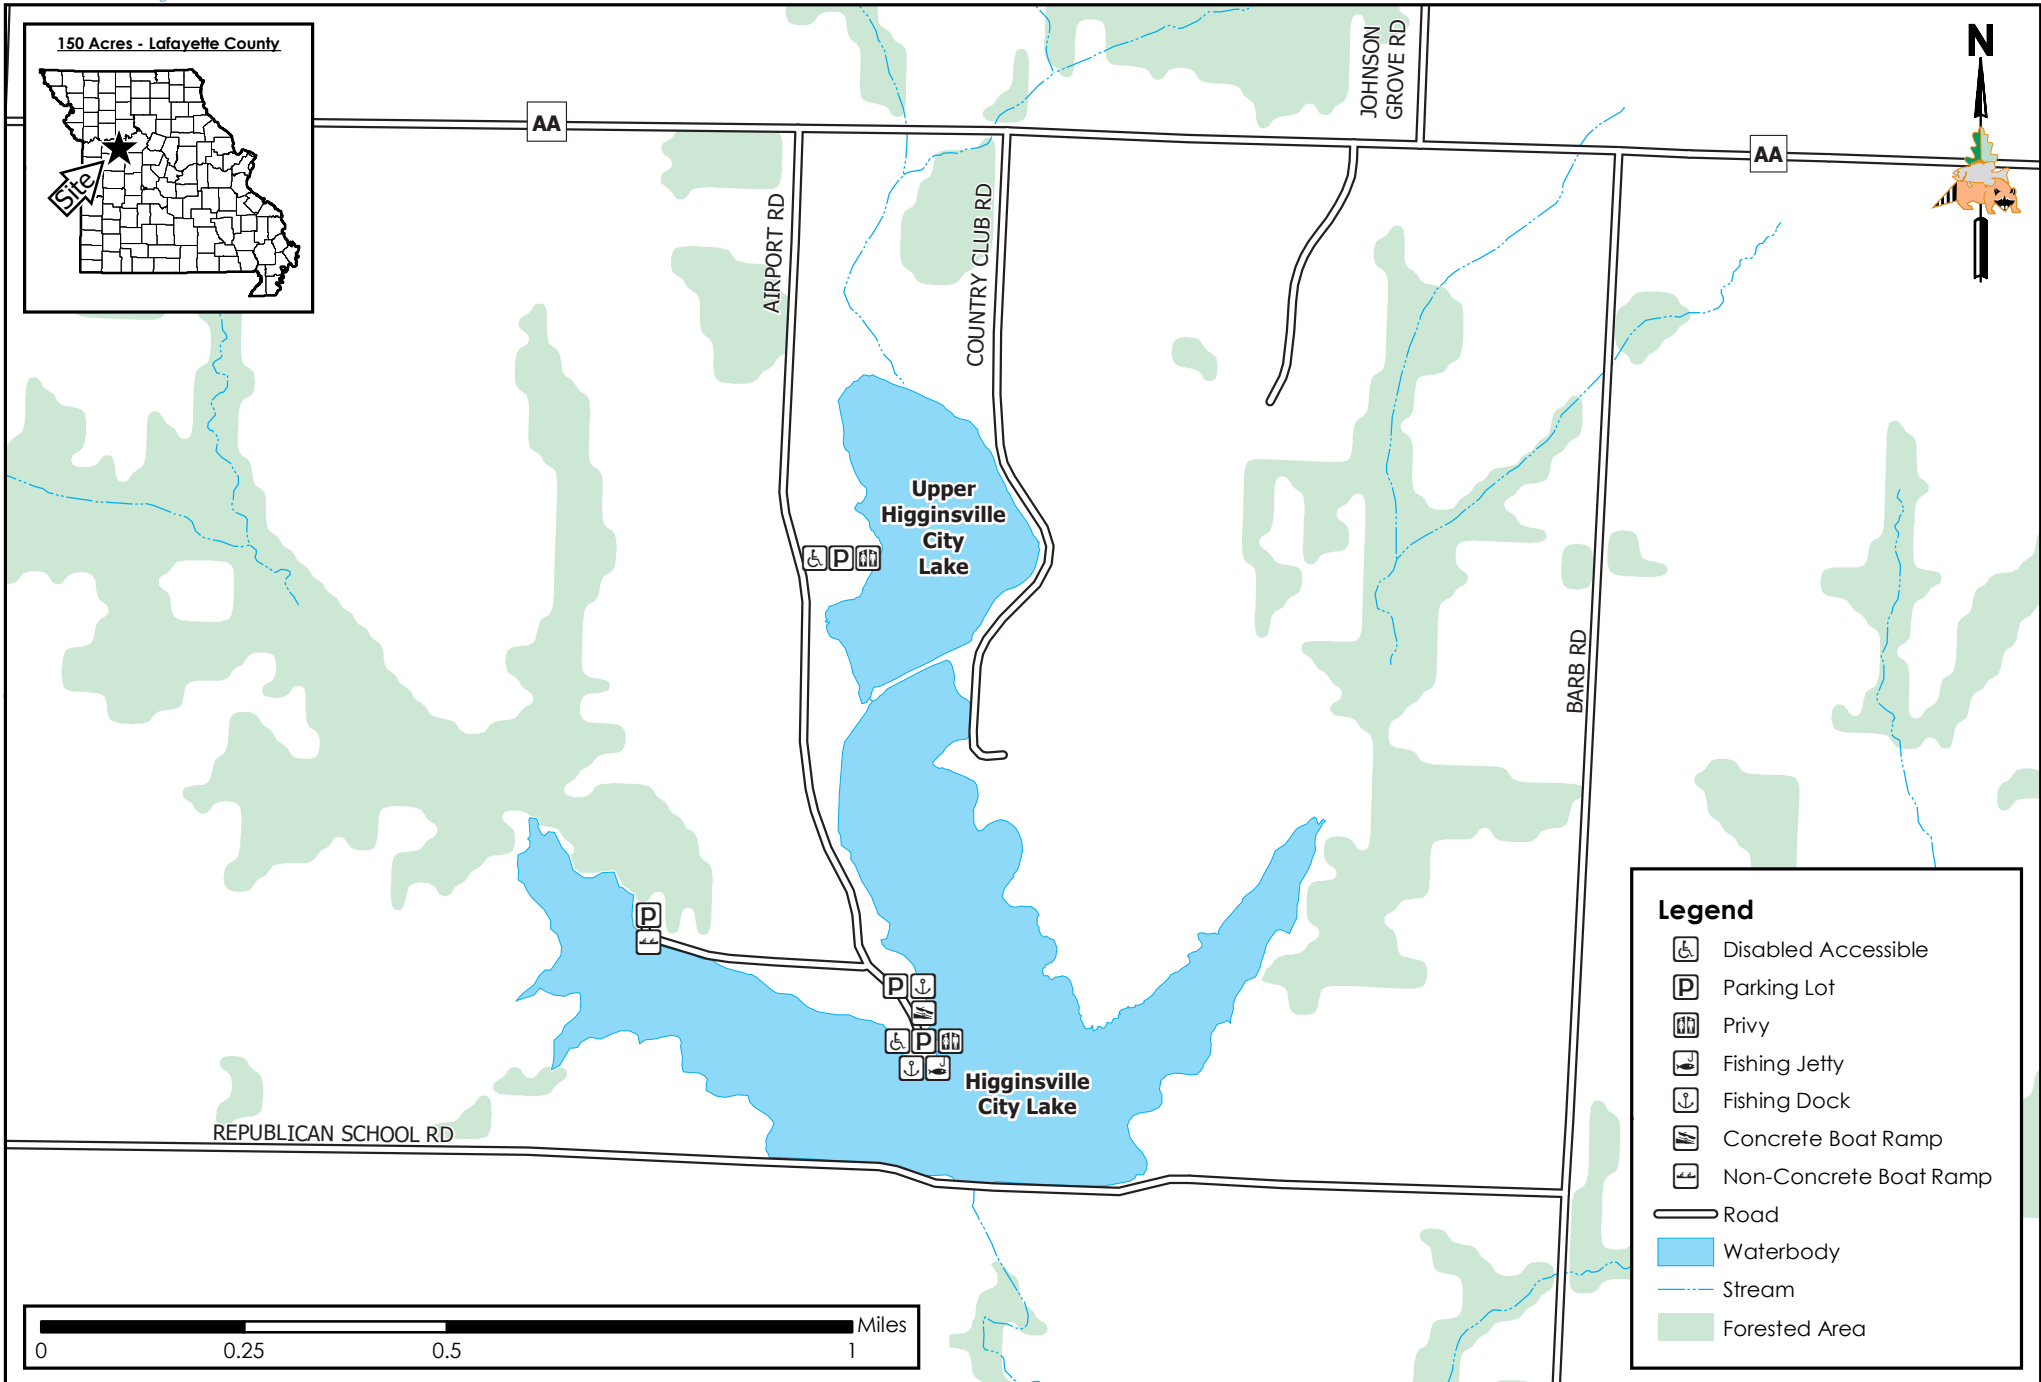 150 Acres - Lafayette County
Site
N
AA
AA
JOHNSON
GROVE RD
AIRPORT RD
COUNTRY CLUB RD
BARB RD
Upper
Higginsville
City
Lake
P
P
P
P
Higginsville
City Lake
REPUBLICAN SCHOOL RD
Legend
Disabled Accessible
P Parking Lot
Privy
Fishing Jetty
Fishing Dock
Concrete Boat Ramp
Non-Concrete Boat Ramp
Road
Waterbody
Stream
Forested Area
Miles
0 0.25 0.5 1